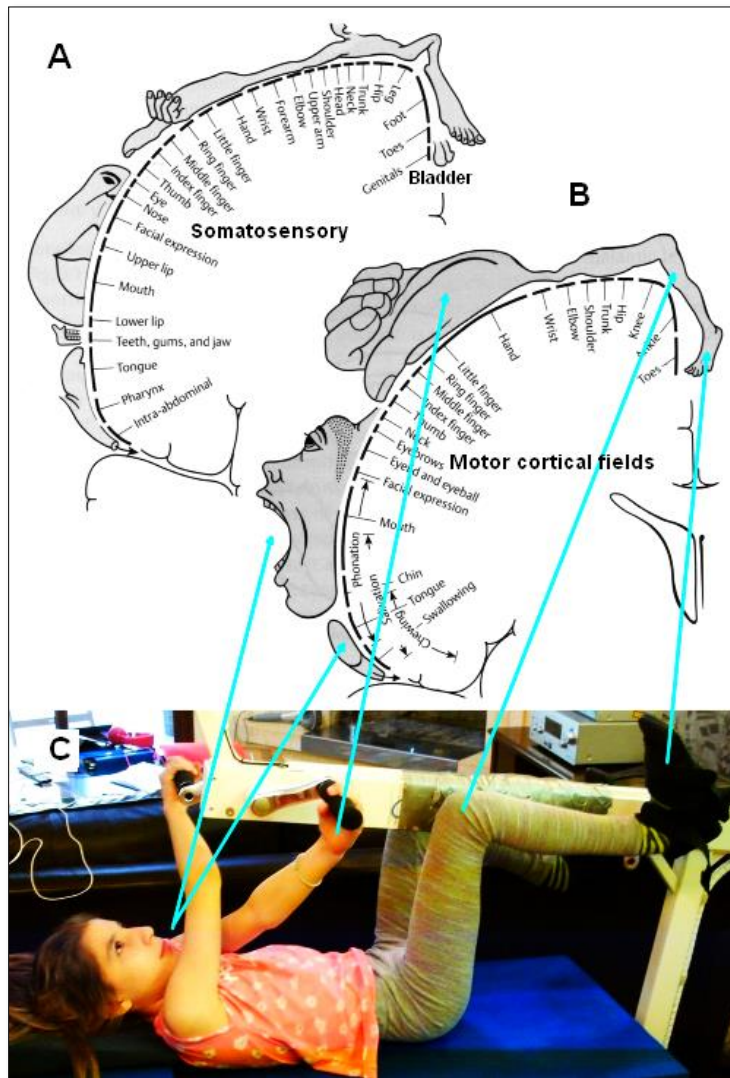 A
Leg
Hip
Trunk
Neck
Head
Shoulder
Upper arm
Elbow
Forearm
Wrist
Hand
Little finger
Ring finger
Middle finger
Index finger
Thumb
Eye
Nose
Facial expression
Upper lip
Mouth
Lower lip
Teeth, gums, and jaw
Tongue
Pharynx
Intra-abdominal
Foot
Toes
Genitals
Bladder
Somatosensory
B
Knee
Hip
Trunk
Shoulder
Elbow
Wrist
Hand
Little finger
Ring finger
Middle finger
Index finger
Thumb
Neck
Eyebrows
Eyelid and eyeball
Facial expression
Mouth
Chin
Tongue
Swallowing
Phonation
Salivation
Chewing
Ankle
Toes
Motor cortical fields
C